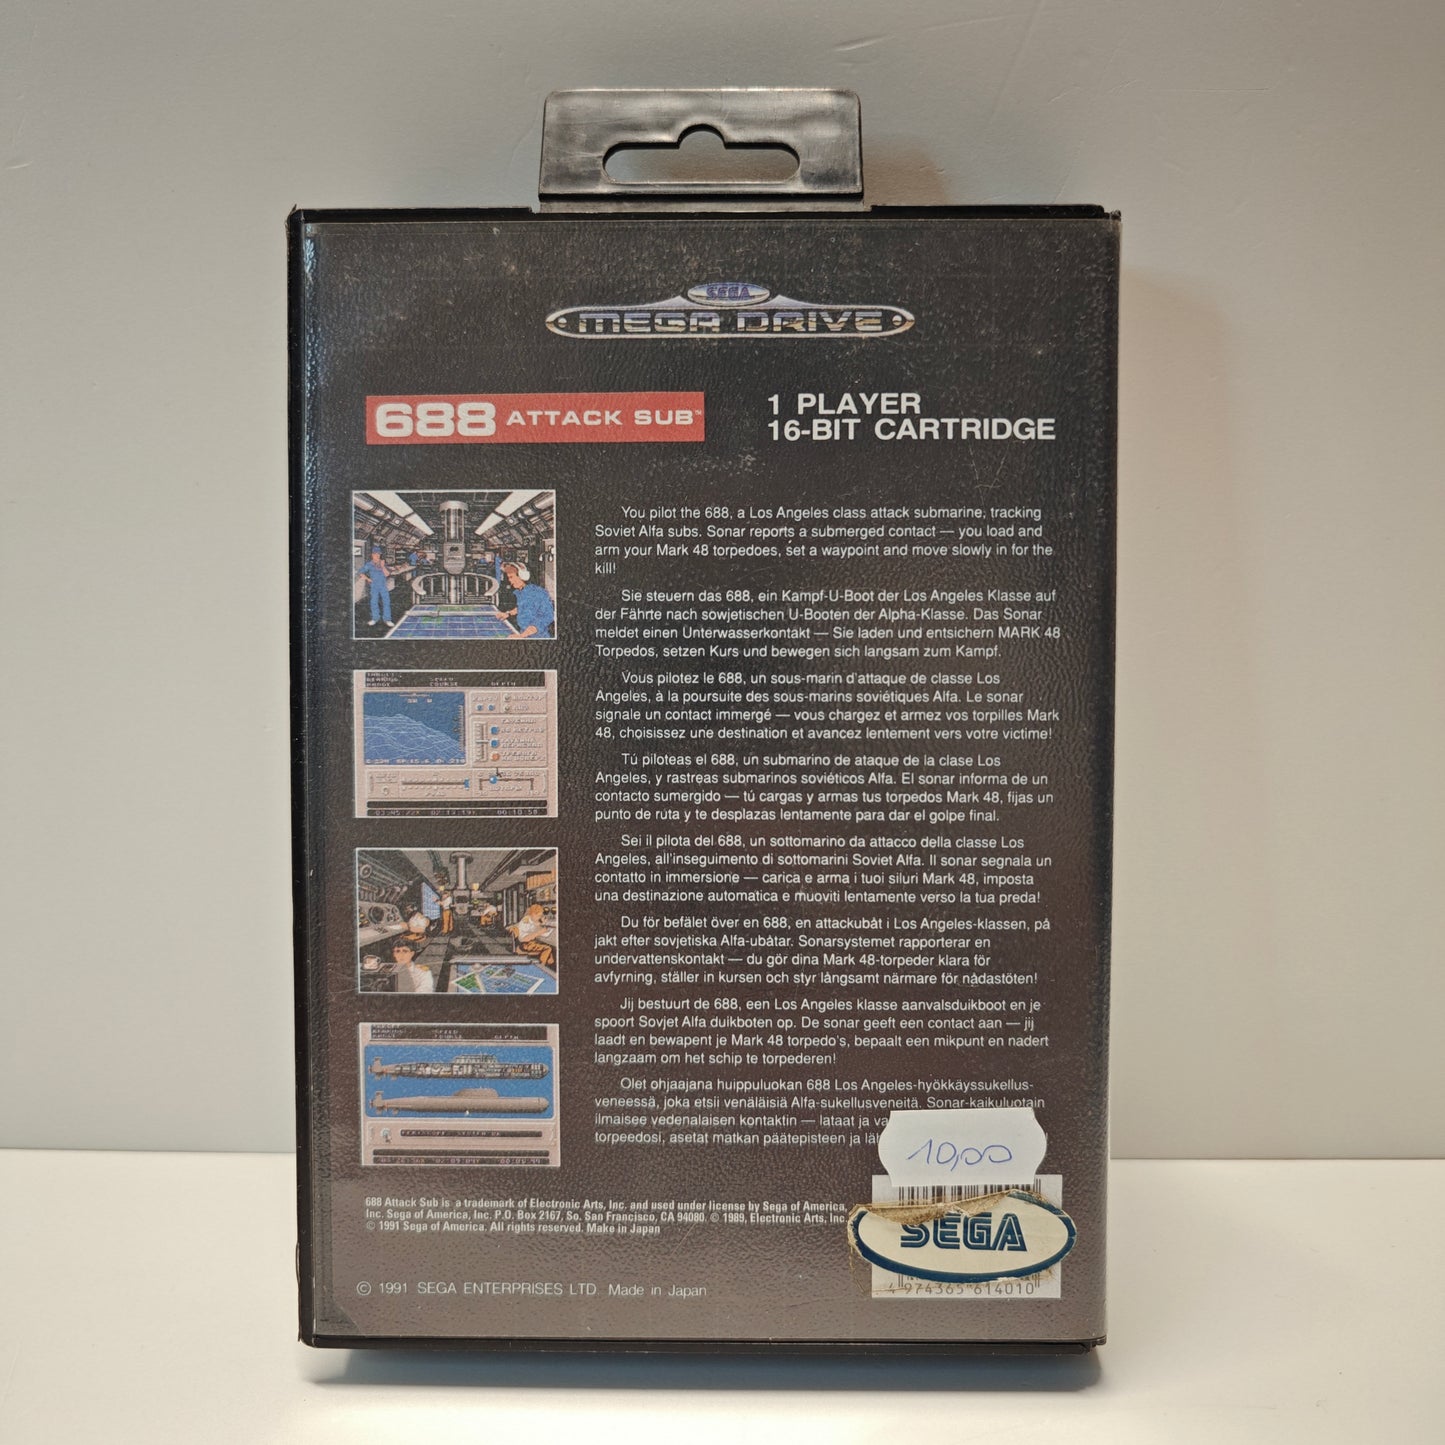 SEGA
MEGA DRIVE
688 ATTACK SUB™
1 PLAYER
16-BIT CARTRIDGE
You pilot the 688, a Los Angeles class attack submarine, tracking
Soviet Alfa subs. Sonar reports a submerged contact — you load and
arm your Mark 48 torpedoes, set a waypoint and move slowly in for the
kill!
Sie steuern das 688, ein Kampf-U-Boot der Los Angeles Klasse auf
der Fährte nach sowjetischen U-Booten der Alpha-Klasse. Das Sonar
meldet einen Unterwasserkontakt — Sie laden und entsichern MARK 48
Torpedos, setzen Kurs und bewegen sich langsam zum Kampf.
Vous pilotez le 688, un sous-marin d'attaque de classe Los
Angeles, à la poursuite des sous-marins soviétiques Alfa. Le sonar
signale un contact immergé — vous chargez et armez vos torpilles Mark
48, choisissez une destination et avancez lentement vers votre victime!
Tú piloteas el 688, un submarino de ataque de la clase Los
Angeles, y rastreas submarinos soviéticos Alfa. El sonar informa de un
contacto sumergido — tú cargas y armas tus torpedos Mark 48, fijas un
punto de ruta y te desplazas lentamente para dar el golpe final.
Sei il pilota del 688, un sottomarino da attacco della classe Los
Angeles, all'inseguimento di sottomarini Soviet Alfa. Il sonar segnala un
contatto in immersione — carica e arma i tuoi siluri Mark 48, imposta
una destinazione automatica e muoviti lentamente verso la tua preda!
Du för befälet över en 688, en attackubåt i Los Angeles-klassen, på
jakt efter sovjetiska Alfa-ubåtar. Sonarsystemet rapporterar en
undervattenskontakt — du gör dina Mark 48-torpeder klara för
avfyrning, ställer in kursen och styr långsamt närmare för nådastöten!
Jij bestuurt de 688, een Los Angeles klasse aanvalsduikboot en je
spoort Sovjet Alfa duikboten op. De sonar geeft een contact aan — jij
laadt en bewapent je Mark 48 torpedo's, bepaalt een mikpunt en nadert
langzaam om het schip te torpederen!
Olet ohjaajana huippuluokan 688 Los Angeles-hyökkäyssukellus-
veneessä, joka etsii venäläisiä Alfa-sukellusveneitä. Sonar-kaikuluotain
ilmaisee vedenalaisen kontaktin — lataat ja
torpeedosi, asetat matkan päätepisteen ja
10,00
688 Attack Sub is a trademark of Electronic Arts, Inc. and used under license by Sega of America,
Inc. Sega of America, Inc. P.O. Box 2167, So. San Francisco, CA 94080. © 1989, Electronic Arts, Inc.
© 1991 Sega of America. All rights reserved. Make in Japan
SEGA
4 974365 614010
© 1991 SEGA ENTERPRISES LTD. Made in Japan